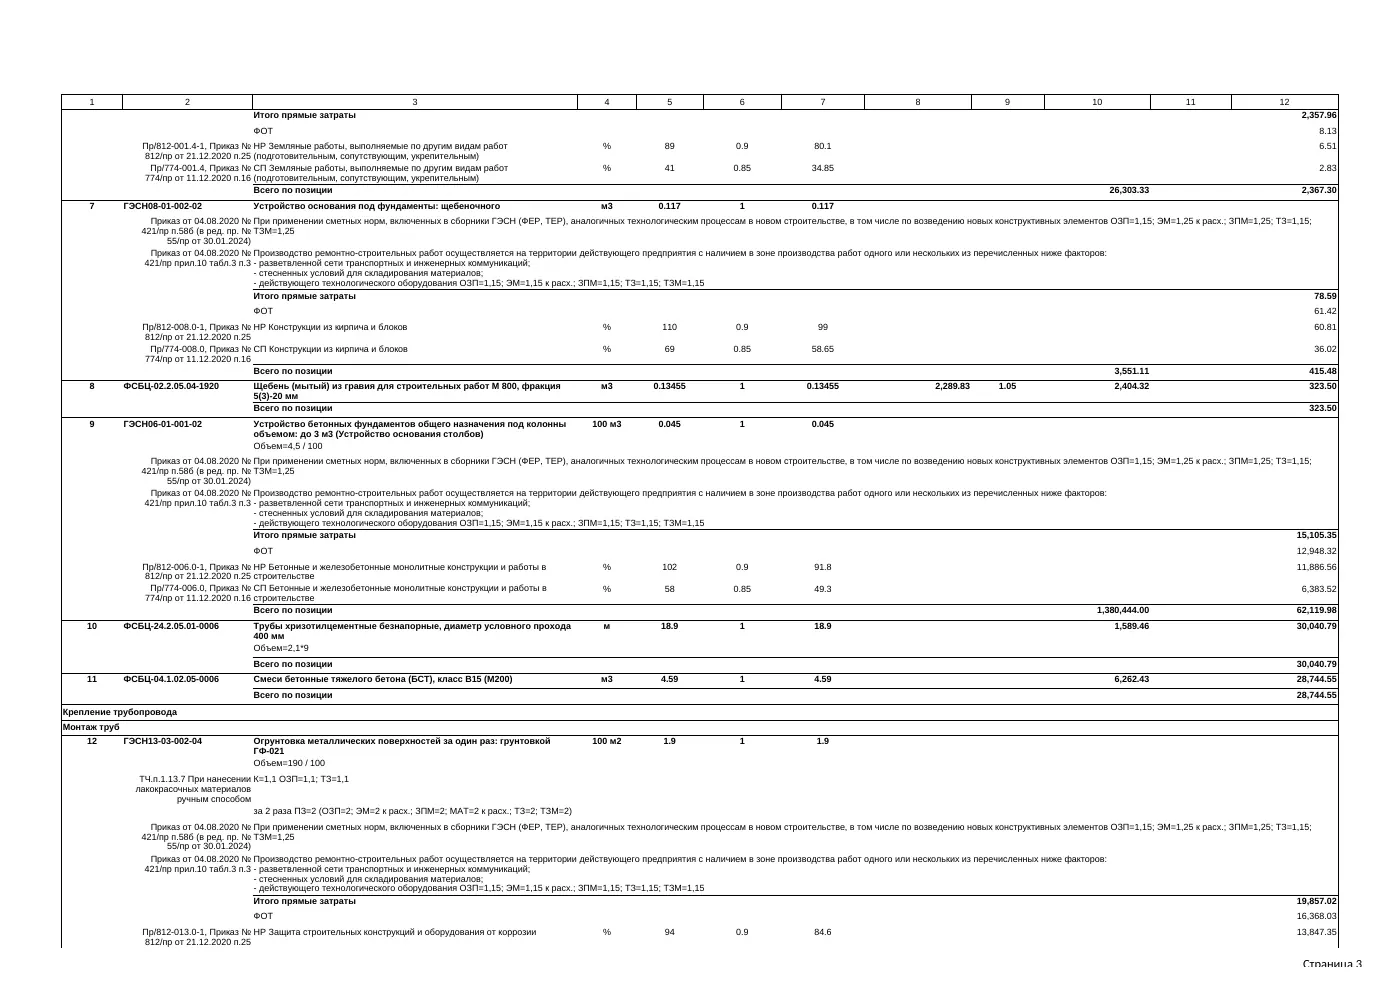 1 2 3 4 5 6 7 8 9 10 11 12
Итого прямые затраты 2,357.96
ФОТ 8.13
Пр/812-001.4-1, Приказ № НР Земляные работы, выполняемые по другим видам работ % 89 0.9 80.1 6.51
812/пр от 21.12.2020 п.25 (подготовительным, сопутствующим, укрепительным)
Пр/774-001.4, Приказ № СП Земляные работы, выполняемые по другим видам работ % 41 0.85 34.85 2.83
774/пр от 11.12.2020 п.16 (подготовительным, сопутствующим, укрепительным)
Всего по позиции 26,303.33 2,367.30
7 ГЭСН08-01-002-02 Устройство основания под фундаменты: щебеночного м3 0.117 1 0.117
Приказ от 04.08.2020 № При применении сметных норм, включенных в сборники ГЭСН (ФЕР, ТЕР), аналогичных технологическим процессам в новом строительстве, в том числе по возведению новых конструктивных элементов ОЗП=1,15; ЭМ=1,25 к расх.; ЗПМ=1,25; ТЗ=1,15;
421/пр п.58б (в ред. пр. № ТЗМ=1,25
55/пр от 30.01.2024)
Приказ от 04.08.2020 № Производство ремонтно-строительных работ осуществляется на территории действующего предприятия с наличием в зоне производства работ одного или нескольких из перечисленных ниже факторов:
421/пр прил.10 табл.3 п.3 - разветвленной сети транспортных и инженерных коммуникаций;
- стесненных условий для складирования материалов;
- действующего технологического оборудования ОЗП=1,15; ЭМ=1,15 к расх.; ЗПМ=1,15; ТЗ=1,15; ТЗМ=1,15
Итого прямые затраты 78.59
ФОТ 61.42
Пр/812-008.0-1, Приказ № НР Конструкции из кирпича и блоков % 110 0.9 99 60.81
812/пр от 21.12.2020 п.25
Пр/774-008.0, Приказ № СП Конструкции из кирпича и блоков % 69 0.85 58.65 36.02
774/пр от 11.12.2020 п.16
Всего по позиции 3,551.11 415.48
8 ФСБЦ-02.2.05.04-1920 Щебень (мытый) из гравия для строительных работ М 800, фракция м3 0.13455 1 0.13455 2,289.83 1.05 2,404.32 323.50
5(3)-20 мм
Всего по позиции 323.50
9 ГЭСН06-01-001-02 Устройство бетонных фундаментов общего назначения под колонны 100 м3 0.045 1 0.045
объемом: до 3 м3 (Устройство основания столбов)
Объем=4,5 / 100
Приказ от 04.08.2020 № При применении сметных норм, включенных в сборники ГЭСН (ФЕР, ТЕР), аналогичных технологическим процессам в новом строительстве, в том числе по возведению новых конструктивных элементов ОЗП=1,15; ЭМ=1,25 к расх.; ЗПМ=1,25; ТЗ=1,15;
421/пр п.58б (в ред. пр. № ТЗМ=1,25
55/пр от 30.01.2024)
Приказ от 04.08.2020 № Производство ремонтно-строительных работ осуществляется на территории действующего предприятия с наличием в зоне производства работ одного или нескольких из перечисленных ниже факторов:
421/пр прил.10 табл.3 п.3 - разветвленной сети транспортных и инженерных коммуникаций;
- стесненных условий для складирования материалов;
- действующего технологического оборудования ОЗП=1,15; ЭМ=1,15 к расх.; ЗПМ=1,15; ТЗ=1,15; ТЗМ=1,15
Итого прямые затраты 15,105.35
ФОТ 12,948.32
Пр/812-006.0-1, Приказ № НР Бетонные и железобетонные монолитные конструкции и работы в % 102 0.9 91.8 11,886.56
812/пр от 21.12.2020 п.25 строительстве
Пр/774-006.0, Приказ № СП Бетонные и железобетонные монолитные конструкции и работы в % 58 0.85 49.3 6,383.52
774/пр от 11.12.2020 п.16 строительстве
Всего по позиции 1,380,444.00 62,119.98
10 ФСБЦ-24.2.05.01-0006 Трубы хризотилцементные безнапорные, диаметр условного прохода м 18.9 1 18.9 1,589.46 30,040.79
400 мм
Объем=2,1*9
Всего по позиции 30,040.79
11 ФСБЦ-04.1.02.05-0006 Смеси бетонные тяжелого бетона (БСТ), класс В15 (М200) м3 4.59 1 4.59 6,262.43 28,744.55
Всего по позиции 28,744.55
Крепление трубопровода
Монтаж труб
12 ГЭСН13-03-002-04 Огрунтовка металлических поверхностей за один раз: грунтовкой 100 м2 1.9 1 1.9
ГФ-021
Объем=190 / 100
ТЧ.п.1.13.7 При нанесении К=1,1 ОЗП=1,1; ТЗ=1,1
лакокрасочных материалов
ручным способом
за 2 раза ПЗ=2 (ОЗП=2; ЭМ=2 к расх.; ЗПМ=2; МАТ=2 к расх.; ТЗ=2; ТЗМ=2)
Приказ от 04.08.2020 № При применении сметных норм, включенных в сборники ГЭСН (ФЕР, ТЕР), аналогичных технологическим процессам в новом строительстве, в том числе по возведению новых конструктивных элементов ОЗП=1,15; ЭМ=1,25 к расх.; ЗПМ=1,25; ТЗ=1,15;
421/пр п.58б (в ред. пр. № ТЗМ=1,25
55/пр от 30.01.2024)
Приказ от 04.08.2020 № Производство ремонтно-строительных работ осуществляется на территории действующего предприятия с наличием в зоне производства работ одного или нескольких из перечисленных ниже факторов:
421/пр прил.10 табл.3 п.3 - разветвленной сети транспортных и инженерных коммуникаций;
- стесненных условий для складирования материалов;
- действующего технологического оборудования ОЗП=1,15; ЭМ=1,15 к расх.; ЗПМ=1,15; ТЗ=1,15; ТЗМ=1,15
Итого прямые затраты 19,857.02
ФОТ 16,368.03
Пр/812-013.0-1, Приказ № НР Защита строительных конструкций и оборудования от коррозии % 94 0.9 84.6 13,847.35
812/пр от 21.12.2020 п.25
Страница 3